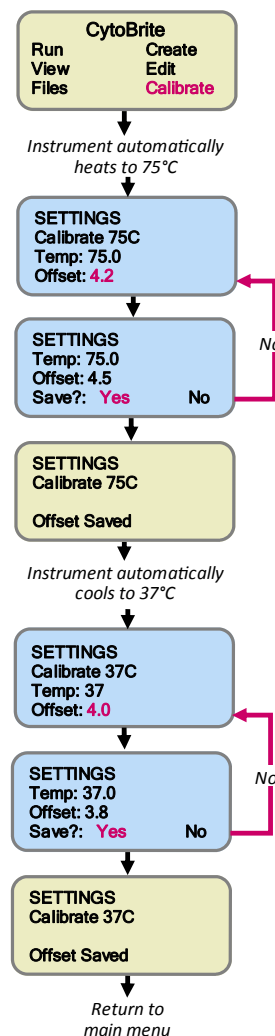 CytoBrite
Run Create
View Edit
Files Calibrate
Instrument automatically
heats to 75°C
SETTINGS
Calibrate 75C
Temp: 75.0
Offset: 4.2
No
SETTINGS
Temp: 75.0
Offset: 4.5
Save?: Yes No
SETTINGS
Calibrate 75C
Offset Saved
Instrument automatically
cools to 37°C
SETTINGS
Calibrate 37C
Temp: 37
Offset: 4.0
No
SETTINGS
Temp: 37.0
Offset: 3.8
Save?: Yes No
SETTINGS
Calibrate 37C
Offset Saved
Return to
main menu